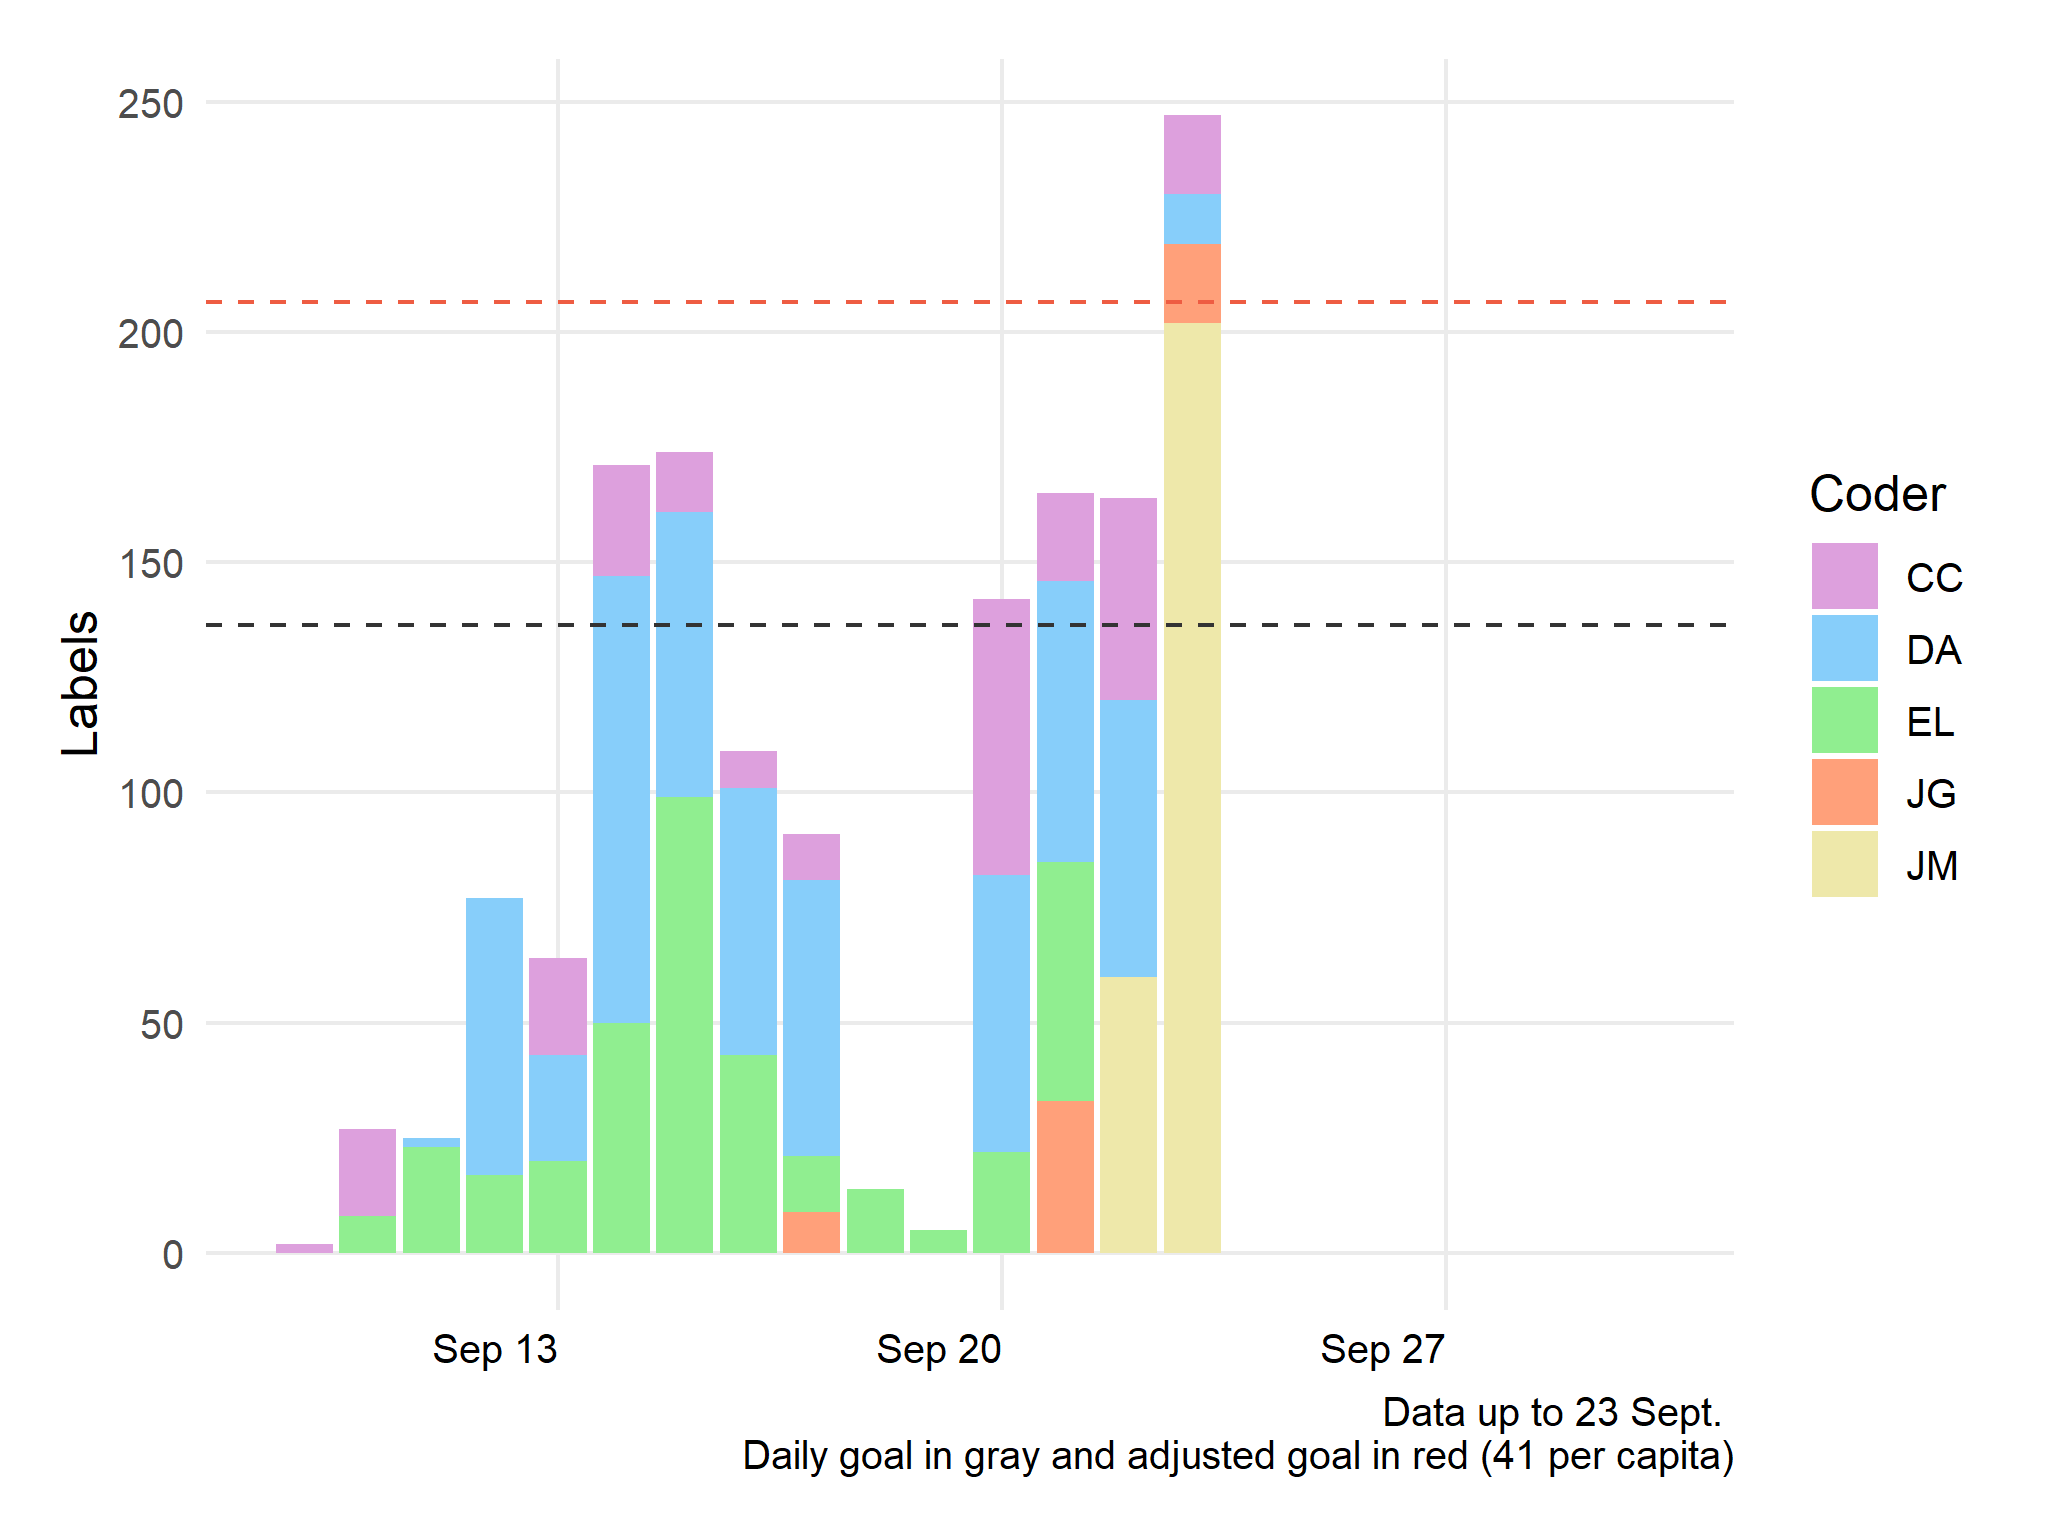 250
200
150
100
50
0
Labels
Sep 13
Sep 20
Sep 27
Coder
CC
DA
EL
JG
JM
Data up to 23 Sept.
Daily goal in gray and adjusted goal in red (41 per capita)